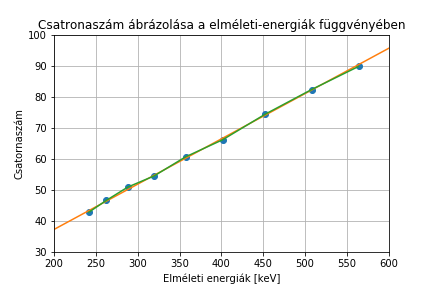 Csatronaszám ábrázolása a elméleti-energiák függvényében
100
90
80
70
60
50
40
30
Csatornaszám
200 250 300 350 400 450 500 550 600
Elméleti energiák [keV]